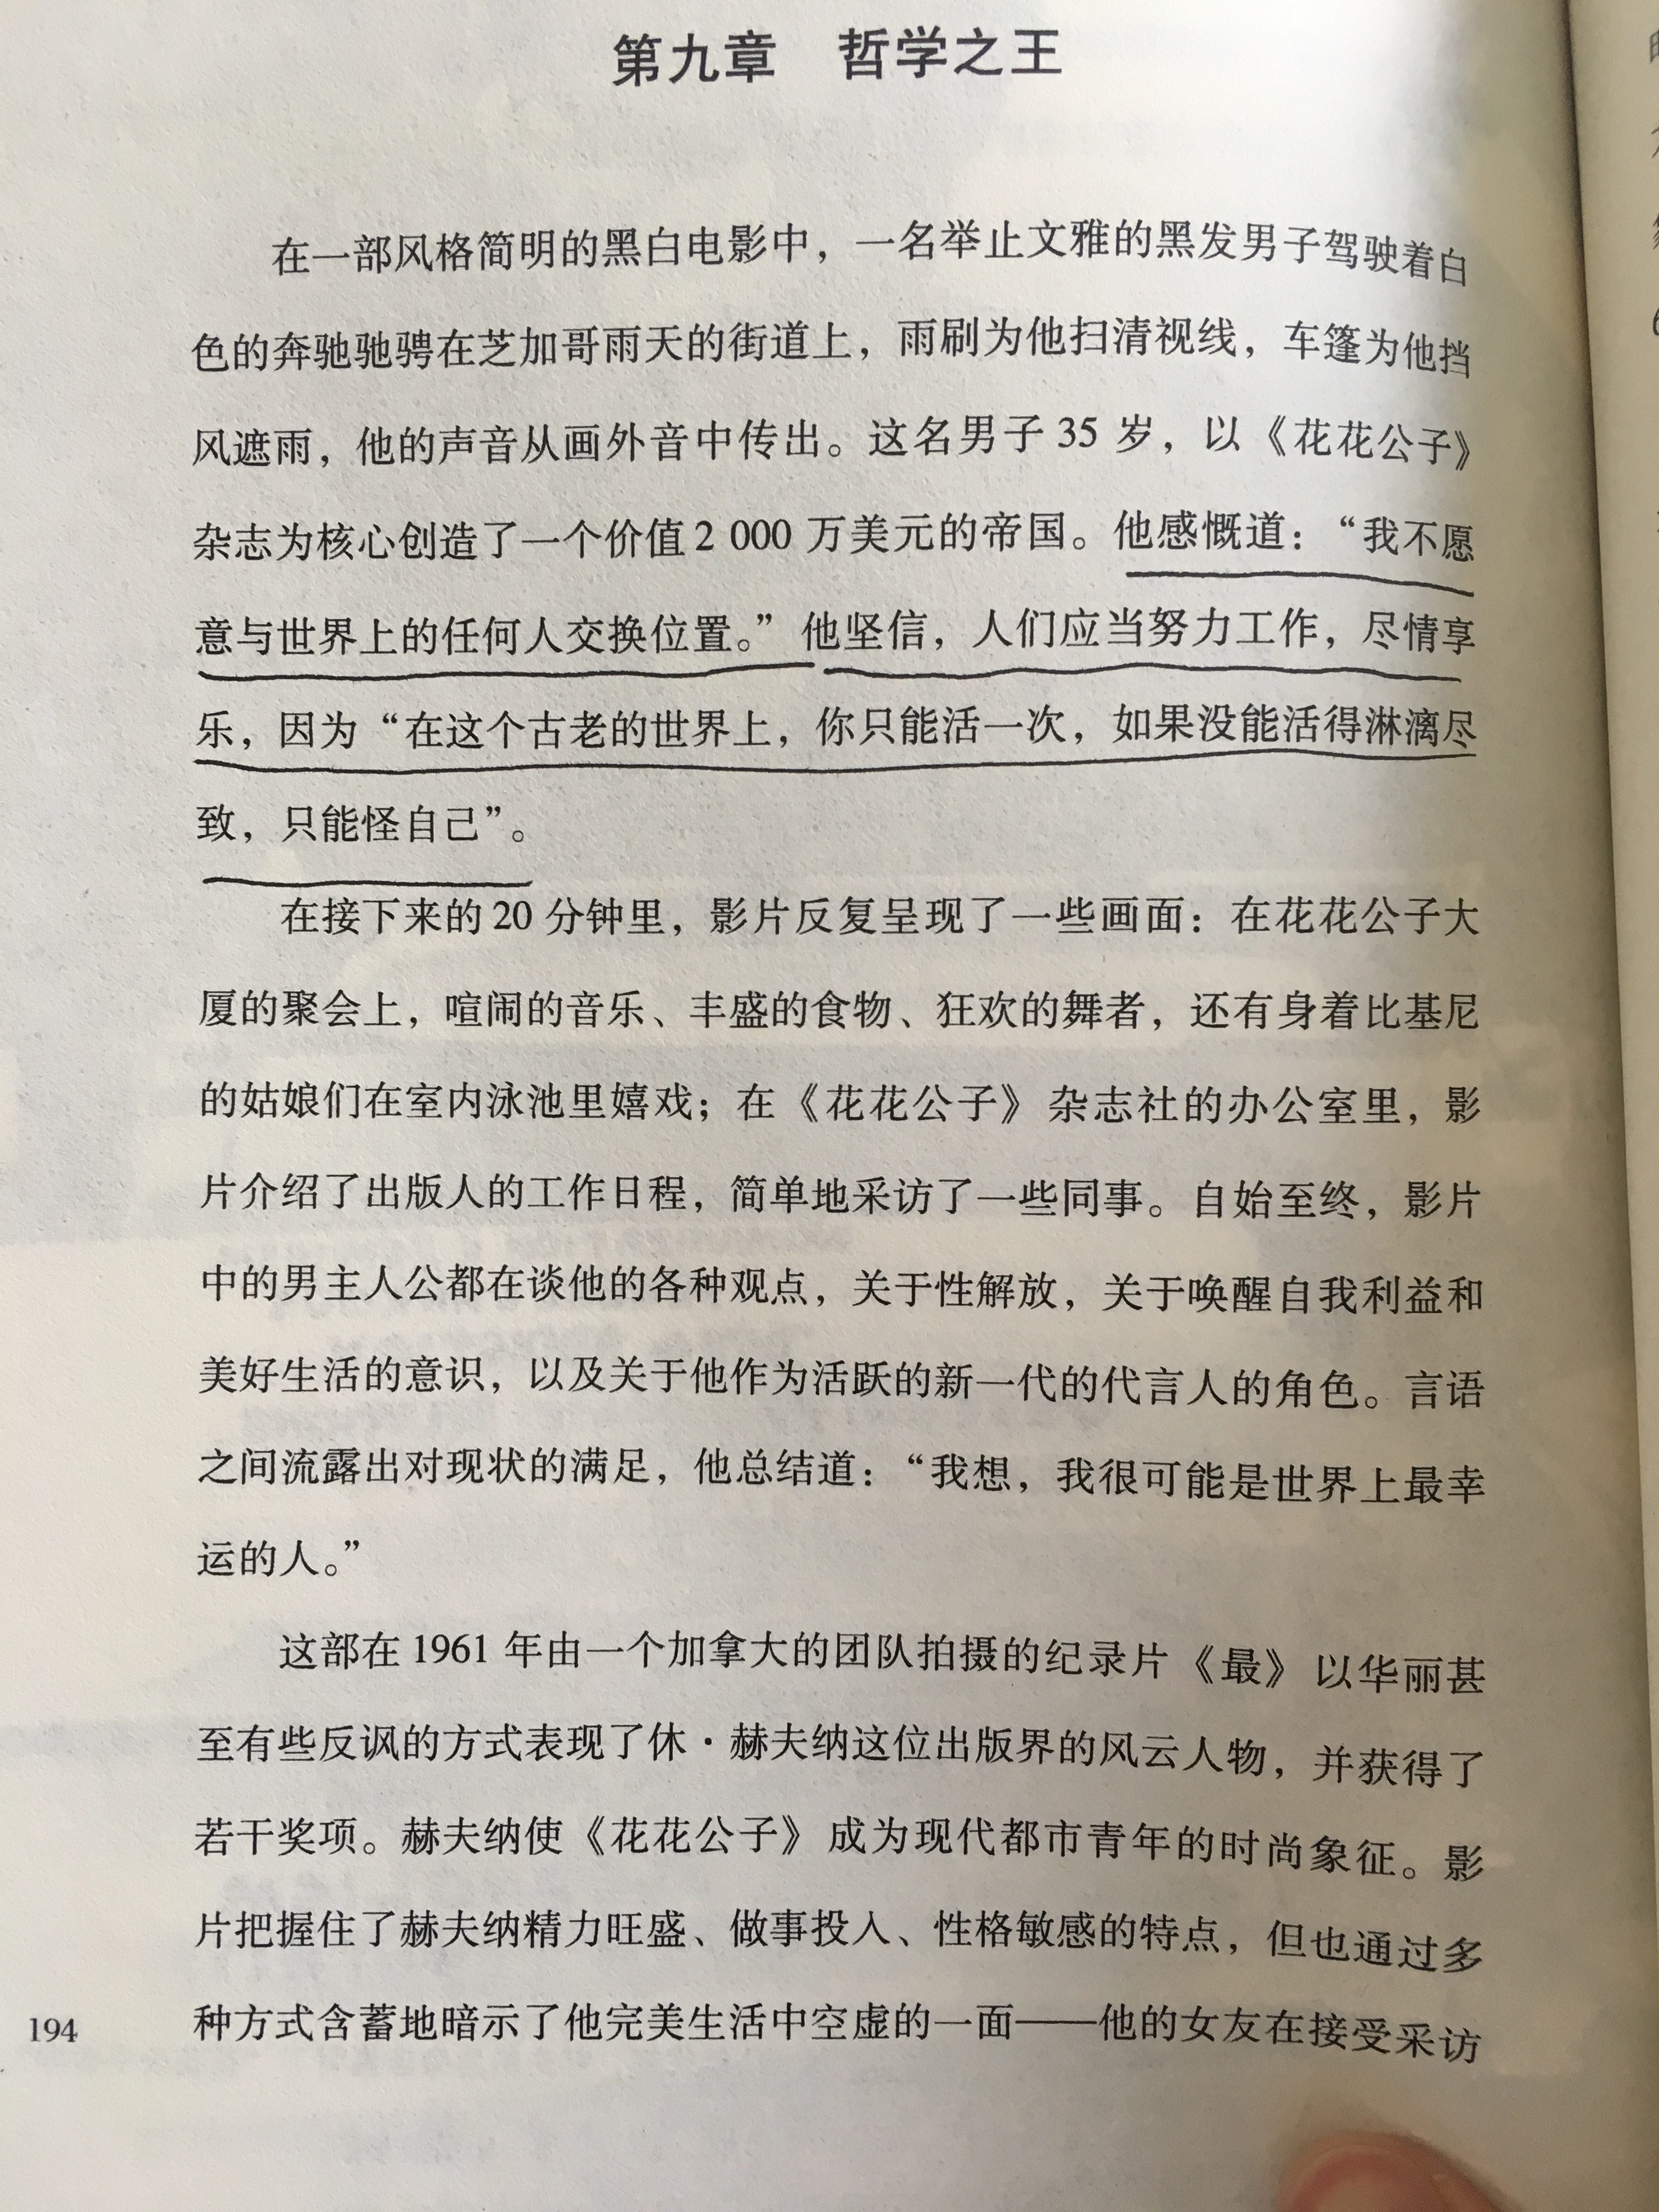 第九章 哲学之王
在一部风格简明的黑白电影中，一名举止文雅的黑发男子驾驶着白
色的奔驰驰骋在芝加哥雨天的街道上，雨刷为他扫清视线，车篷为他挡
风遮雨，他的声音从画外音中传出。这名男子 35 岁，以《花花公子》
杂志为核心创造了一个价值 2 000 万美元的帝国。他感慨道：“我不愿
意与世界上的任何人交换位置。”他坚信，人们应当努力工作，尽情享
乐，因为“在这个古老的世界上，你只能活一次，如果没能活得淋漓尽
致，只能怪自己”。
在接下来的 20 分钟里，影片反复呈现了一些画面：在花花公子大
厦的聚会上，喧闹的音乐、丰盛的食物、狂欢的舞者，还有身着比基尼
的姑娘们在室内泳池里嬉戏；在《花花公子》杂志社的办公室里，影
片介绍了出版人的工作日程，简单地采访了一些同事。自始至终，影片
中的男主人公都在谈他的各种观点，关于性解放，关于唤醒自我利益和
美好生活的意识，以及关于他作为活跃的新一代的代言人的角色。言语
之间流露出对现状的满足，他总结道：“我想，我很可能是世界上最幸
运的人。”
这部在 1961 年由一个加拿大的团队拍摄的纪录片《最》以华丽甚
至有些反讽的方式表现了休·赫夫纳这位出版界的风云人物，并获得了
若干奖项。赫夫纳使《花花公子》成为现代都市青年的时尚象征。影
片把握住了赫夫纳精力旺盛、做事投入、性格敏感的特点，但也通过多
种方式含蓄地暗示了他完美生活中空虚的一面——他的女友在接受采访
194